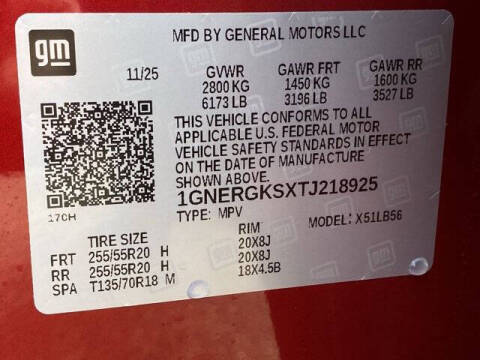 gm
MFD BY GENERAL MOTORS LLC
11/25 GVWR GAWR FRT GAWR RR
2800 KG 1450 KG 1600 KG
6173 LB 3196 LB 3527 LB
THIS VEHICLE CONFORMS TO ALL
APPLICABLE U.S. FEDERAL MOTOR
VEHICLE SAFETY STANDARDS IN EFFECT
ON THE DATE OF MANUFACTURE
SHOWN ABOVE.
17CH
1GNERGKSXTJ218925
TYPE: MPV MODEL: X51LB56
TIRE SIZE RIM
FRT 255/55R20 H 20X8J
RR 255/55R20 H 20X8J
SPA T135/70R18 M 18X4.5B